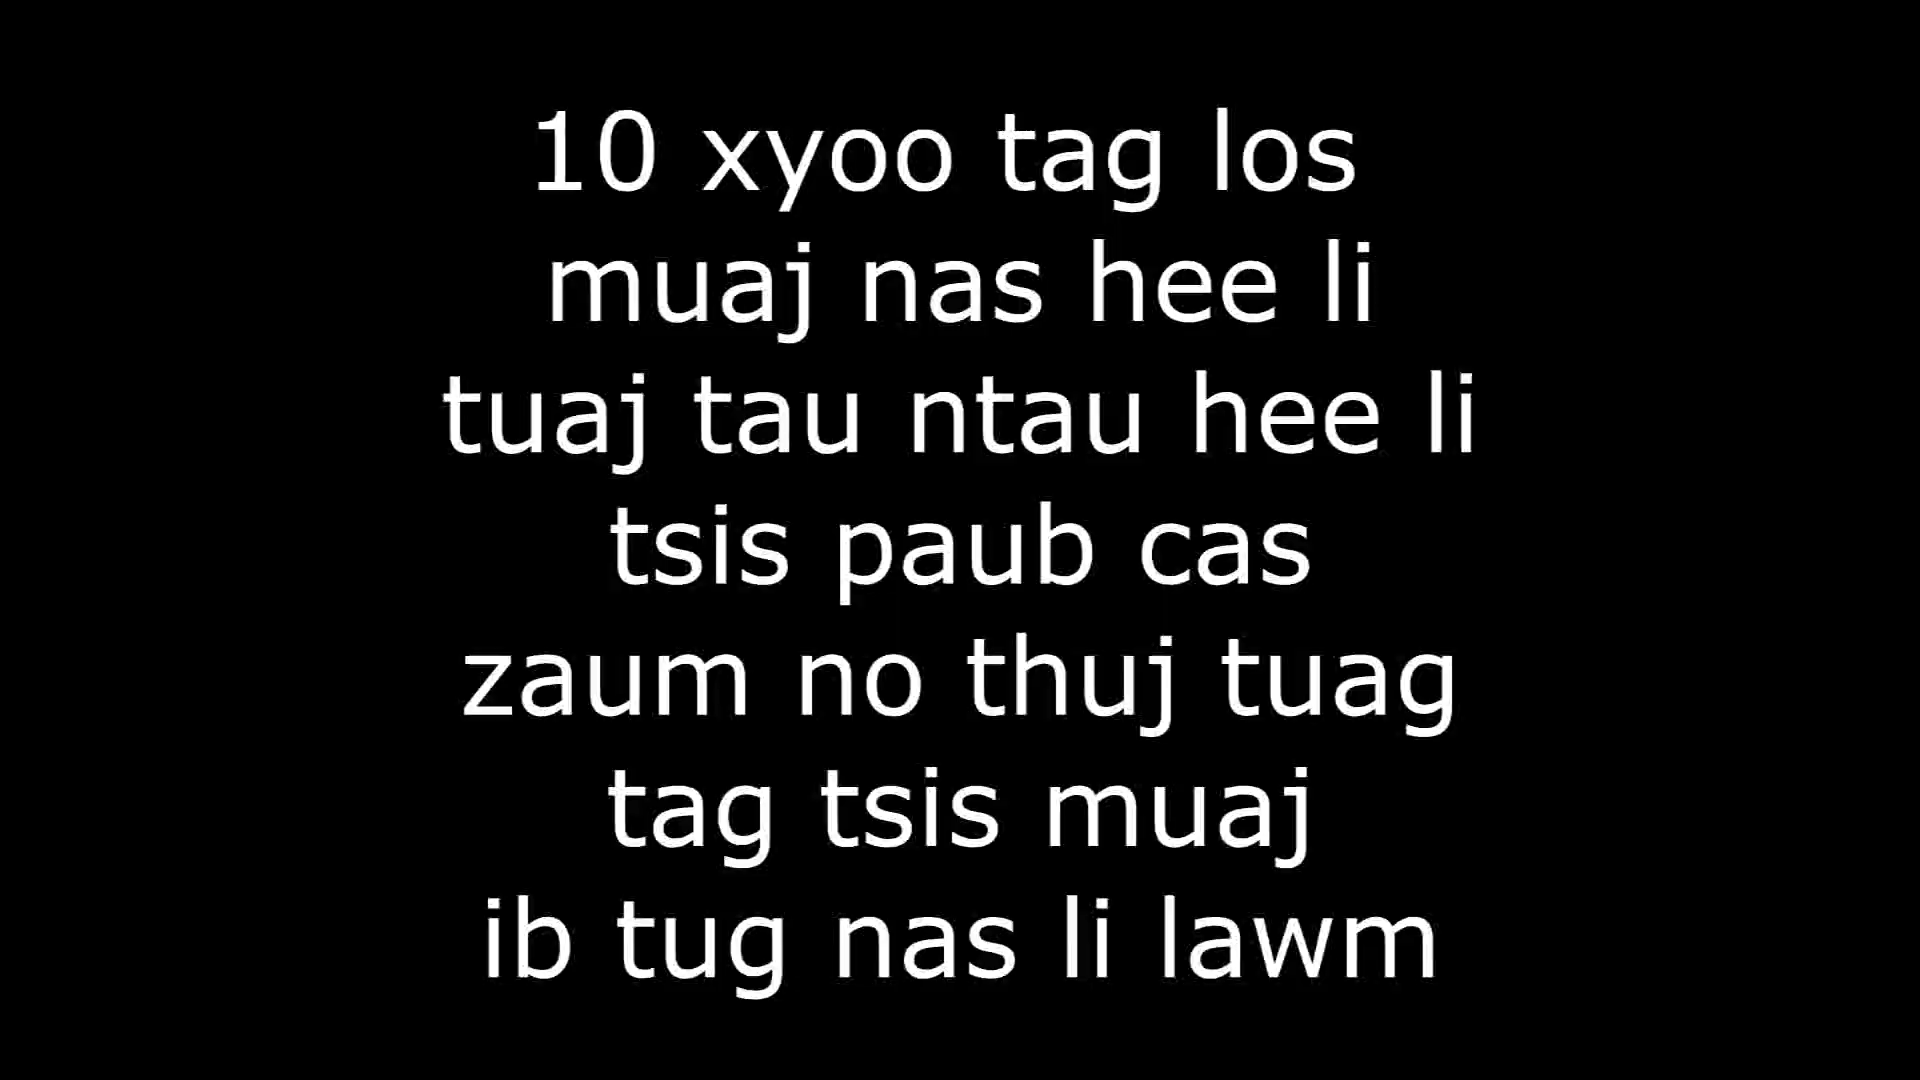 10 xyoo tag los
muaj nas hee li
tuaj tau ntau hee li
tsis paub cas
zaum no thuj tuag
tag tsis muaj
ib tug nas li lawm